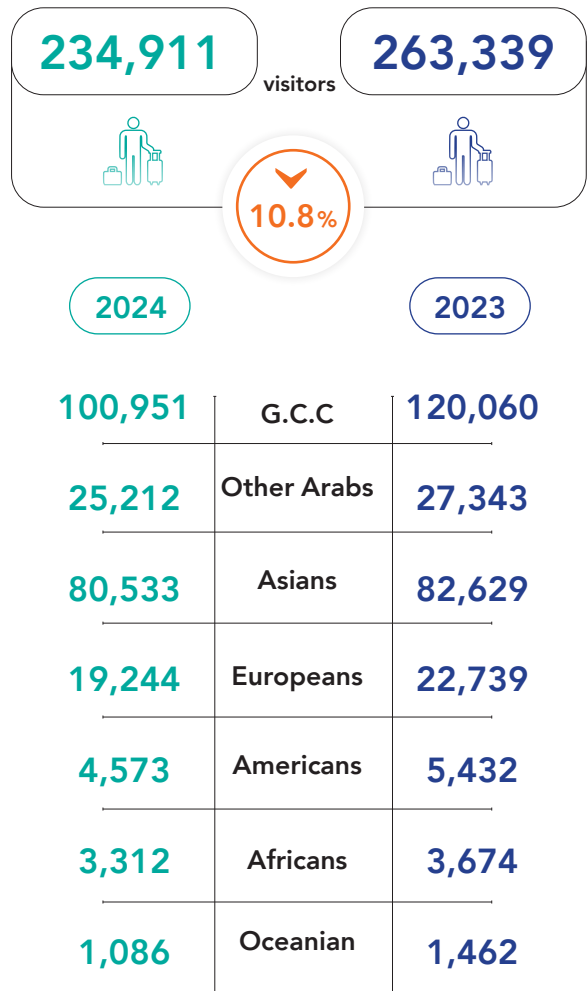 234,911 visitors 263,339
10.8%
2024 2023
100,951 G.C.C 120,060
25,212 Other Arabs 27,343
80,533 Asians 82,629
19,244 Europeans 22,739
4,573 Americans 5,432
3,312 Africans 3,674
1,086 Oceanian 1,462